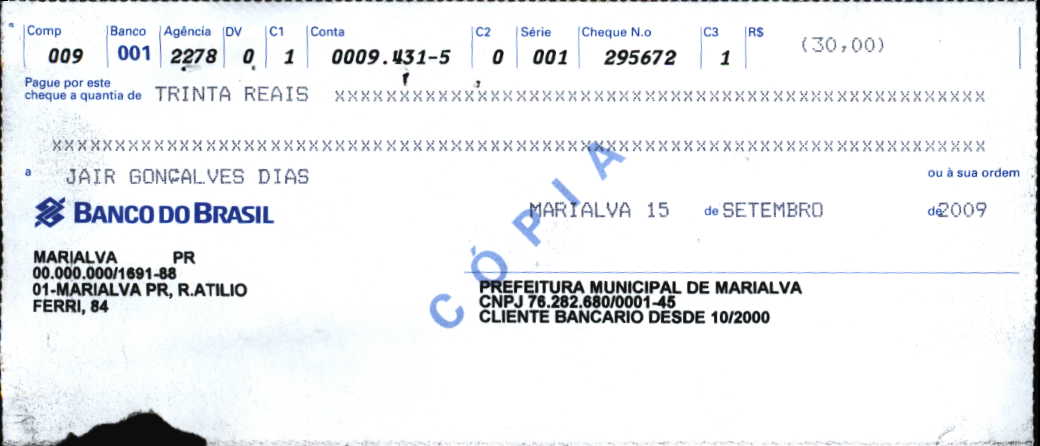 Comp Banco Agência DV C1 Conta C2 Série Cheque N.o C3 R$
009 001 2278 0 1 0009.431-5 0 001 295672 1 (30,00)
Pague por este
cheque a quantia de TRINTA REAIS XXXXXXXXXXXXXXXXXXXXXXXXXXXXXXXXXXXXXXXXXXXXXXXXXXXXXX
XXXXXXXXXXXXXXXXXXXXXXXXXXXXXXXXXXXXXXXXXXXXXXXXXXXXXXXXXXXXXXXXXXXXXXXXXXXXXX
a JAIR GONÇALVES DIAS ou à sua ordem
BANCO DO BRASIL MARIALVA 15 de SETEMBRO de 2009
CÓPIA
MARIALVA PR
00.000.000/1691-88
01-MARIALVA PR, R.ATILIO
FERRI, 84
PREFEITURA MUNICIPAL DE MARIALVA
CNPJ 76.282.680/0001-45
CLIENTE BANCARIO DESDE 10/2000